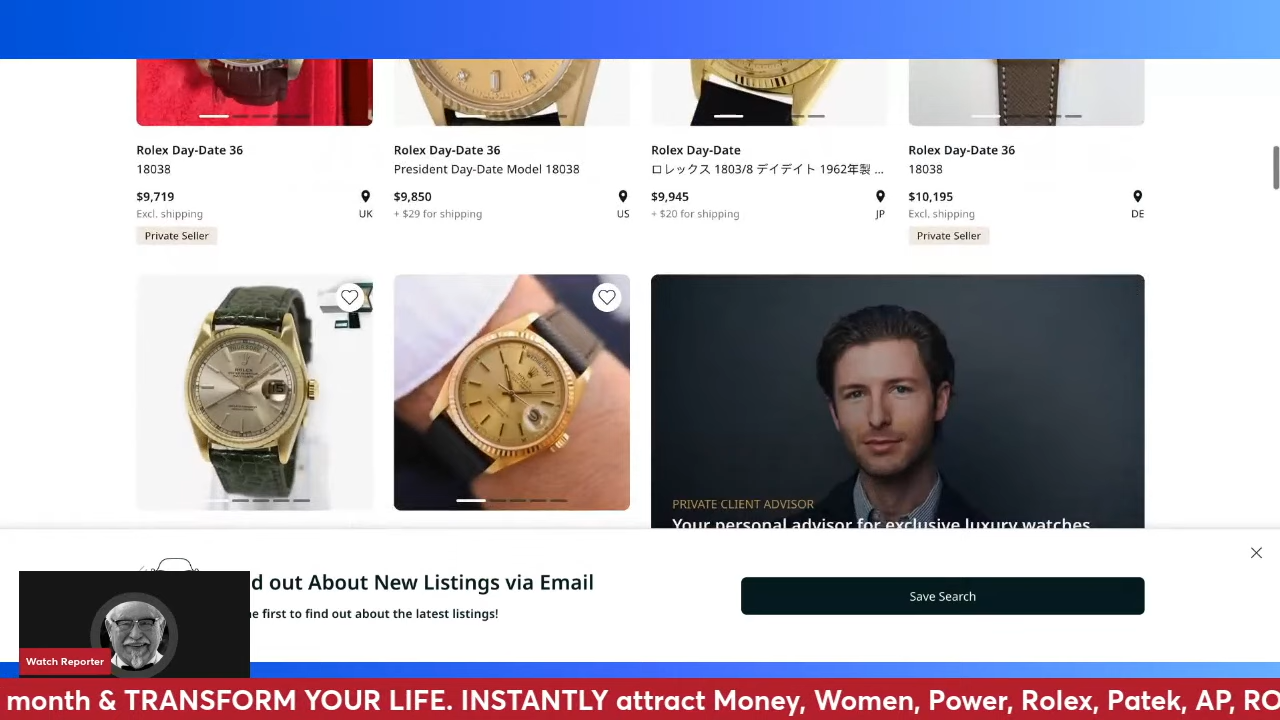 Rolex Day-Date 36
18038
$9,719
Excl. shipping
UK
Private Seller
Rolex Day-Date 36
President Day-Date Model 18038
$9,850
+ $29 for shipping
US
Rolex Day-Date
ロレックス 1803/8 デイデイト 1962年製 ...
$9,945
+ $20 for shipping
JP
Rolex Day-Date 36
18038
$10,195
Excl. shipping
DE
Private Seller
ROLEX
PRIVATE CLIENT ADVISOR
Your personal advisor for exclusive luxury watches
d out About New Listings via Email
e first to find out about the latest listings!
Save Search
Watch Reporter
month & TRANSFORM YOUR LIFE. INSTANTLY attract Money, Women, Power, Rolex, Patek, AP, RO